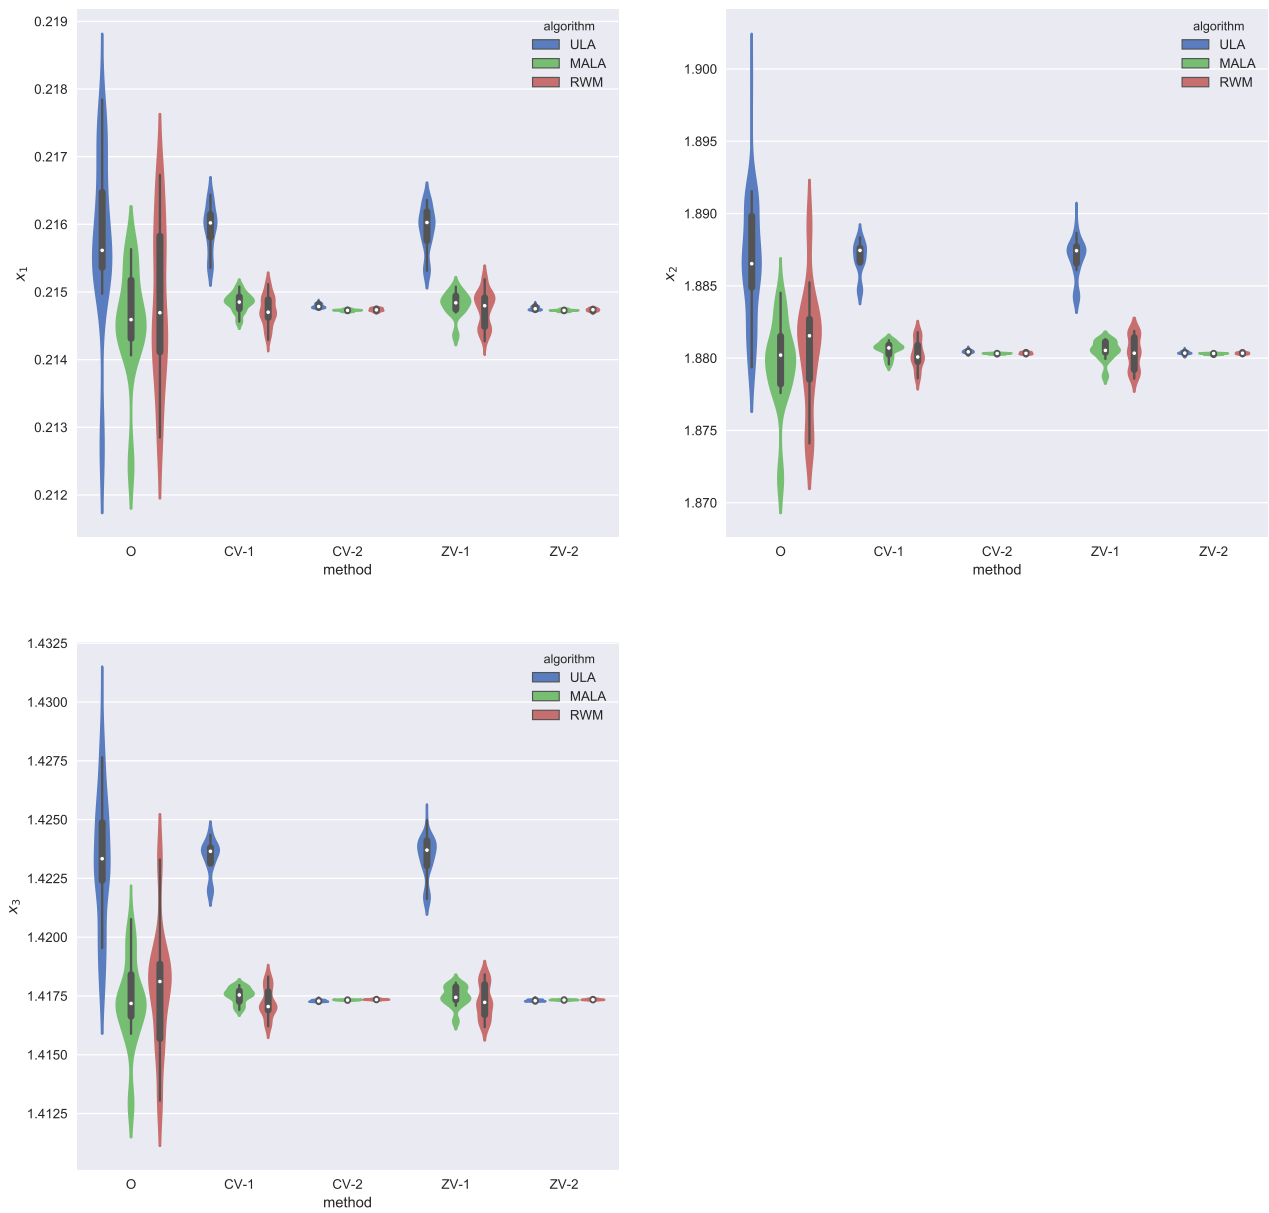 0.219
0.218
0.217
0.216
0.215
0.214
0.213
0.212
x₁
algorithm
ULA
MALA
RWM
O CV-1 CV-2 ZV-1 ZV-2
method
1.900
1.895
1.890
1.885
1.880
1.875
1.870
x₂
algorithm
ULA
MALA
RWM
O CV-1 CV-2 ZV-1 ZV-2
method
1.4325
1.4300
1.4275
1.4250
1.4225
1.4200
1.4175
1.4150
1.4125
x₃
algorithm
ULA
MALA
RWM
O CV-1 CV-2 ZV-1 ZV-2
method